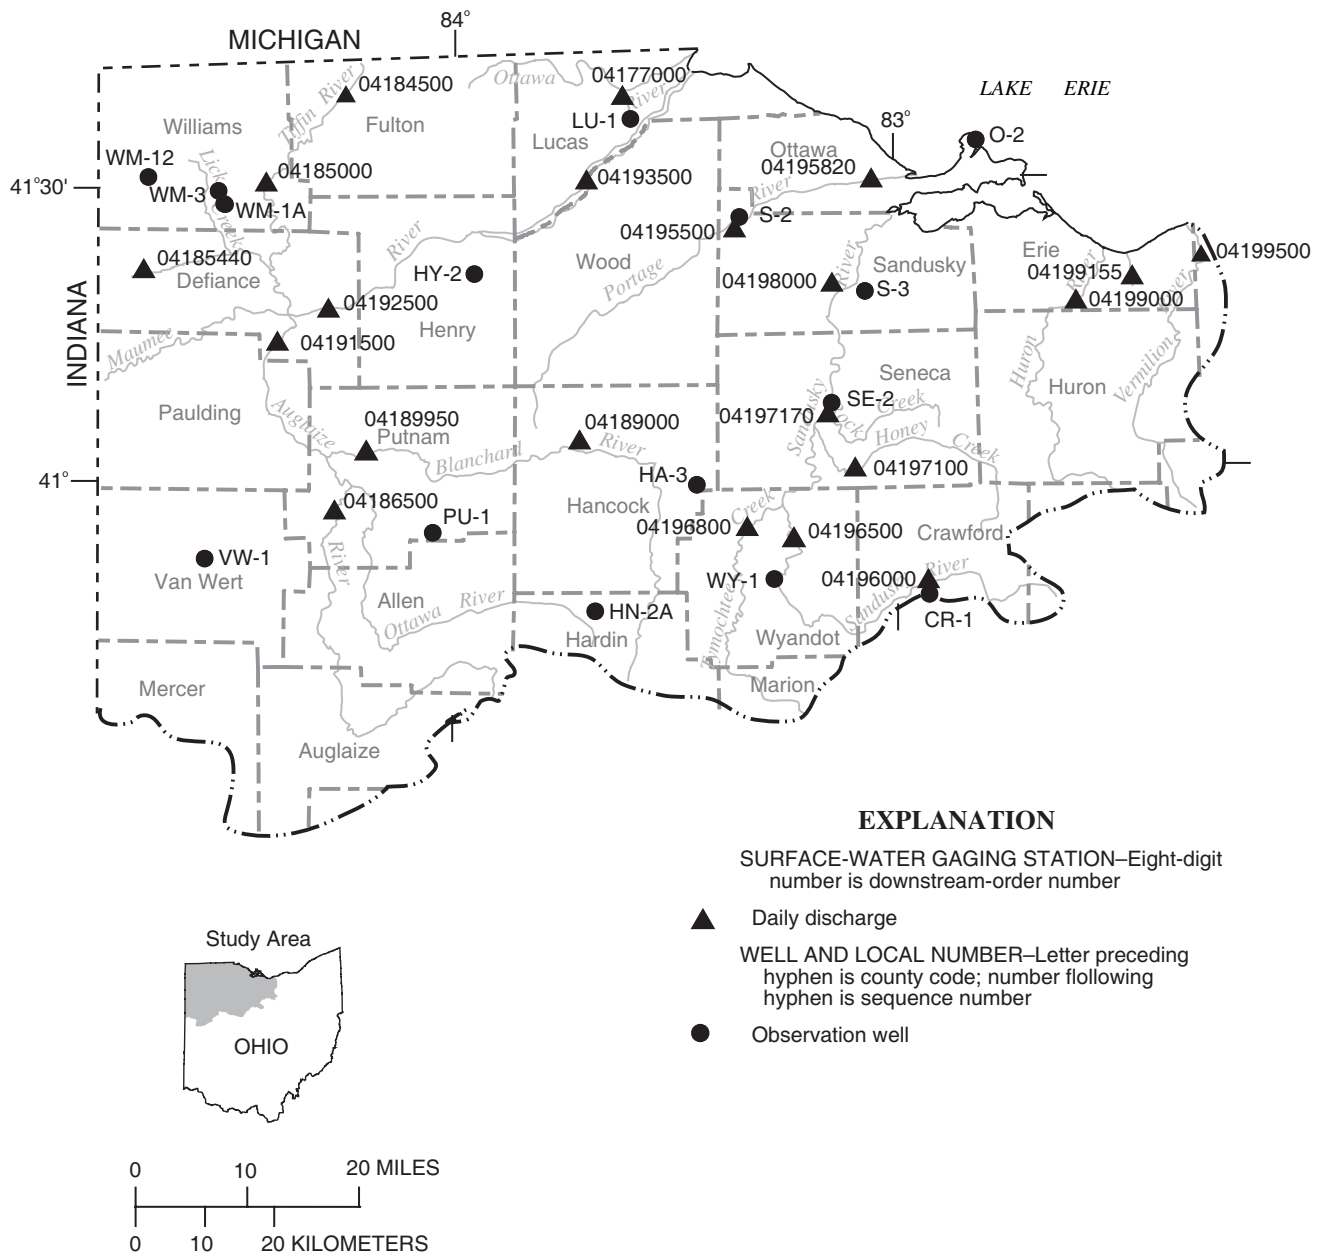 84°
MICHIGAN
Ottawa
04177000
LAKE ERIE
Tiffin River
04184500
River
Williams
Fulton
LU-1
83°
O-2
Lucas
Ottawa
WM-12
Lick
04185000
04195820
41°30'
WM-3
04193500
River
WM-1A
S-2
Creek
04195500
River
River
Erie
04199500
04185440
Defiance
HY-2
Wood
Sandusky
River
04199155
Portage
04198000
S-3
River
04199000
INDIANA
04192500
Henry
Maumee
04191500
Huron
Vermilion
Seneca
Huron
Paulding
Auglaize
04189950
Putnam
04189000
River
Sandusky
SE-2
Creek
04197170
Rock
Honey
Creek
Blanchard
HA-3
04197100
41°
04186500
PU-1
Hancock
Creek
04196800
04196500
Crawford
VW-1
Van Wert
River
WY-1
04196000
River
Allen
Ottawa River
HN-2A
Tymochtee
Sandusky
CR-1
Hardin
Wyandot
Mercer
Marion
Auglaize
EXPLANATION
SURFACE-WATER GAGING STATION–Eight-digit
number is downstream-order number
Daily discharge
WELL AND LOCAL NUMBER–Letter preceding
hyphen is county code; number flollowing
hyphen is sequence number
Observation well
Study Area
OHIO
0 10 20 MILES
0 10 20 KILOMETERS